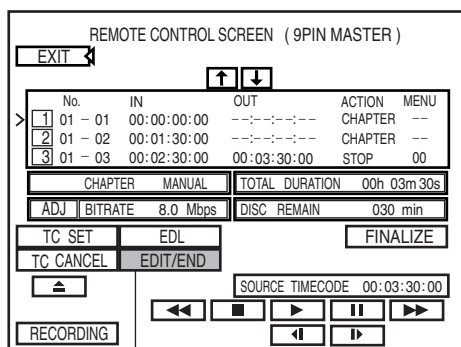 REMOTE CONTROL SCREEN ( 9PIN MASTER )
EXIT
No. IN OUT ACTION MENU
1 01 – 01 00:00:00:00 --:--:--:-- CHAPTER --
2 01 – 02 00:01:30:00 --:--:--:-- CHAPTER --
3 01 – 03 00:02:30:00 00:03:30:00 STOP 00
CHAPTER MANUAL TOTAL DURATION 00h 03m30s
ADJ BITRATE 8.0 Mbps DISC REMAIN 030 min
TC SET EDL FINALIZE
TC CANCEL EDIT/END
SOURCE TIMECODE 00:03:30:00
RECORDING